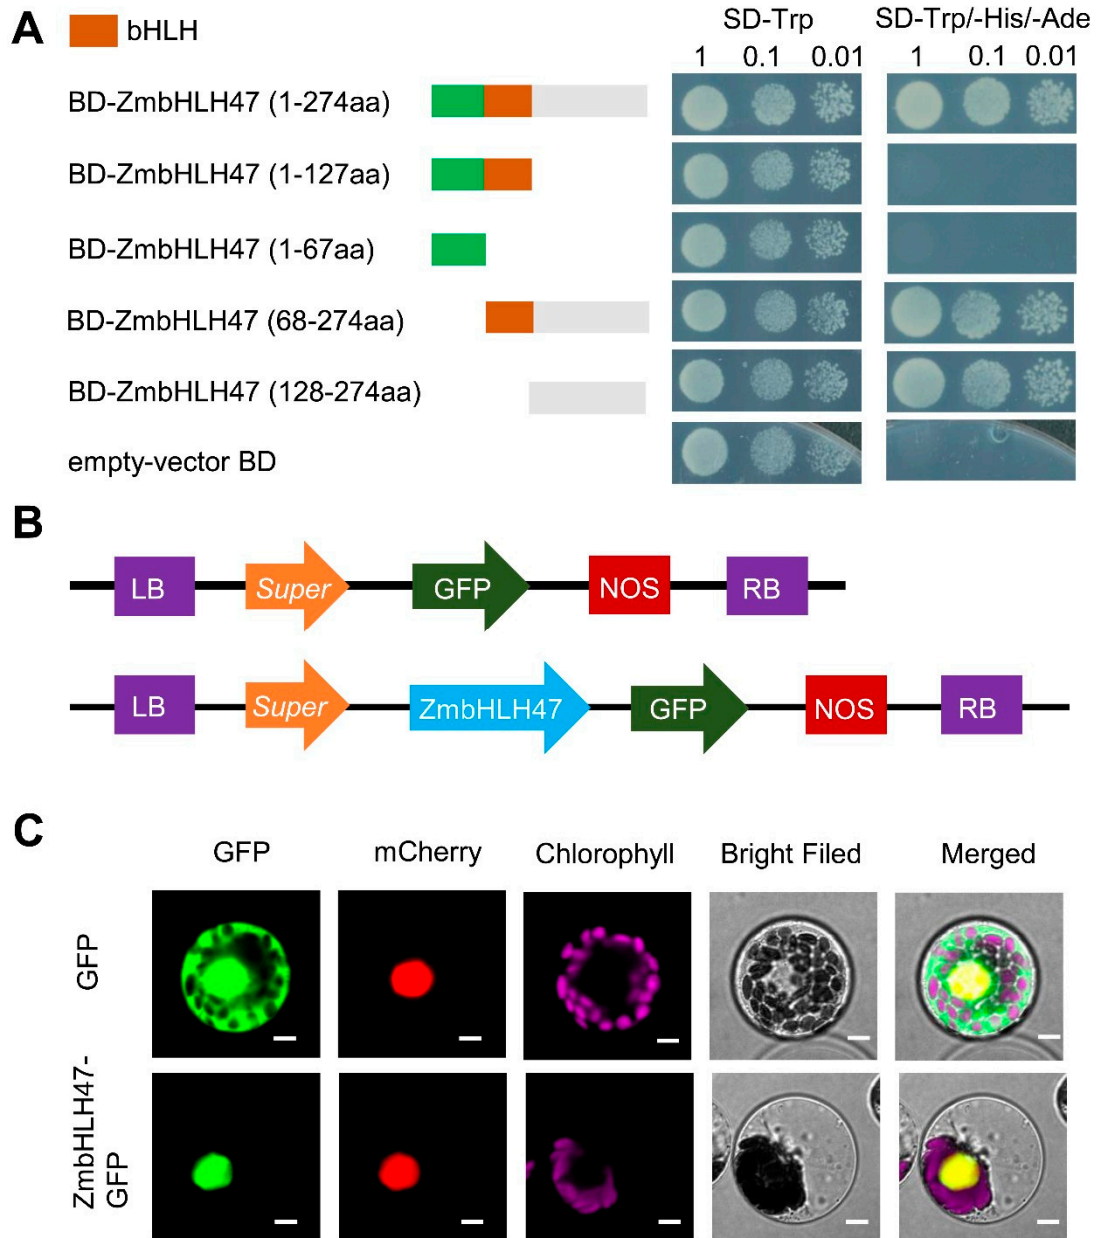 A
bHLH
SD-Trp
SD-Trp/-His/-Ade
1 0.1 0.01
1 0.1 0.01
BD-ZmbHLH47 (1-274aa)
BD-ZmbHLH47 (1-127aa)
BD-ZmbHLH47 (1-67aa)
BD-ZmbHLH47 (68-274aa)
BD-ZmbHLH47 (128-274aa)
empty-vector BD
B
LB Super GFP NOS RB
LB Super ZmbHLH47 GFP NOS RB
C
GFP mCherry Chlorophyll Bright Filed Merged
GFP
ZmbHLH47-
GFP